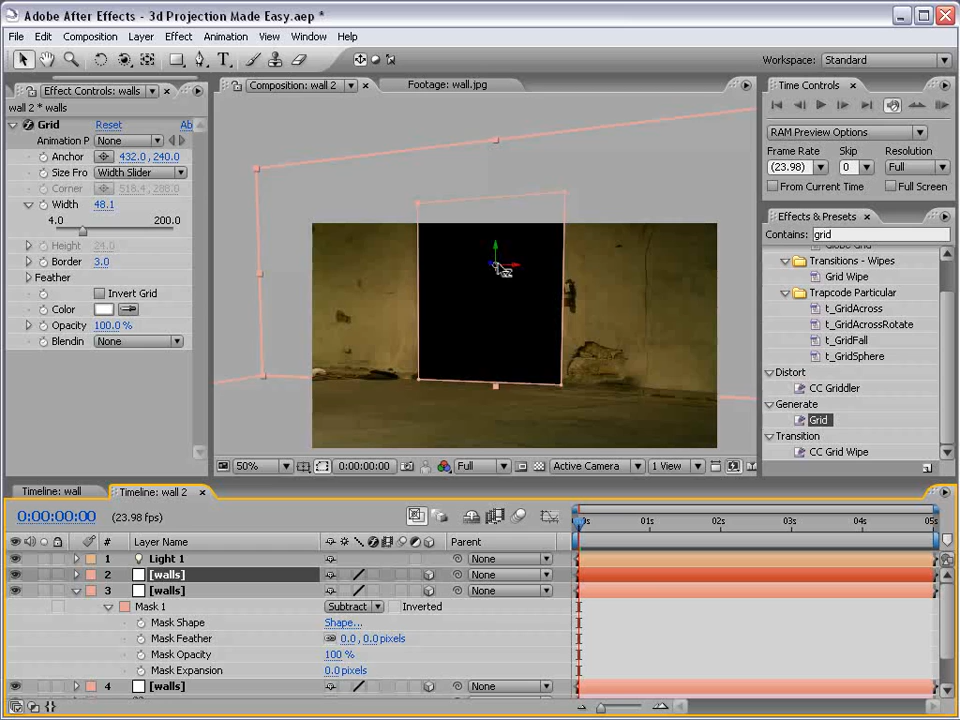 Adobe After Effects - 3d Projection Made Easy.aep *
File Edit Composition Layer Effect Animation View Window Help
Workspace: Standard
Effect Controls: walls
Composition: wall 2
Footage: wall.jpg
Time Controls
wall 2 * walls
Grid Reset Ab
Animation P None
Anchor 432.0, 240.0
Size Fro Width Slider
Corner 518.4, 288.0
Width 48.1
4.0 200.0
Height 24.0
Border 3.0
Feather
Invert Grid
Color
Opacity 100.0 %
Blendin None
RAM Preview Options
Frame Rate Skip Resolution
(23.98) 0 Full
From Current Time Full Screen
Effects & Presets
Contains: grid
Transitions - Wipes
Grid Wipe
Trapcode Particular
t_GridAcross
t_GridAcrossRotate
t_GridFall
t_GridSphere
Distort
CC Griddler
Generate
Grid
Transition
CC Grid Wipe
50% 0:00:00:00 Full Active Camera 1 View
Timeline: wall
Timeline: wall 2
0:00:00:00 (23.98 fps)
# Layer Name Parent
01s 02s 03s 04s 05s
1 Light 1 None
2 [walls] None
3 [walls] None
Mask 1 Subtract Inverted
Mask Shape Shape...
Mask Feather 0.0, 0.0 pixels
Mask Opacity 100 %
Mask Expansion 0.0 pixels
4 [walls] None